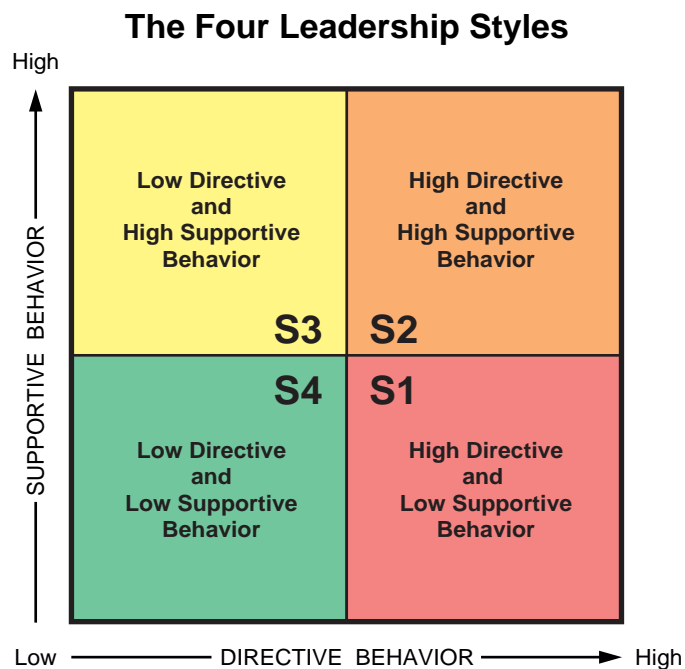 The Four Leadership Styles
High
SUPPORTIVE BEHAVIOR
Low Directive
and
High Supportive
Behavior
S3
High Directive
and
High Supportive
Behavior
S2
S4
Low Directive
and
Low Supportive
Behavior
S1
High Directive
and
Low Supportive
Behavior
Low
DIRECTIVE BEHAVIOR
High